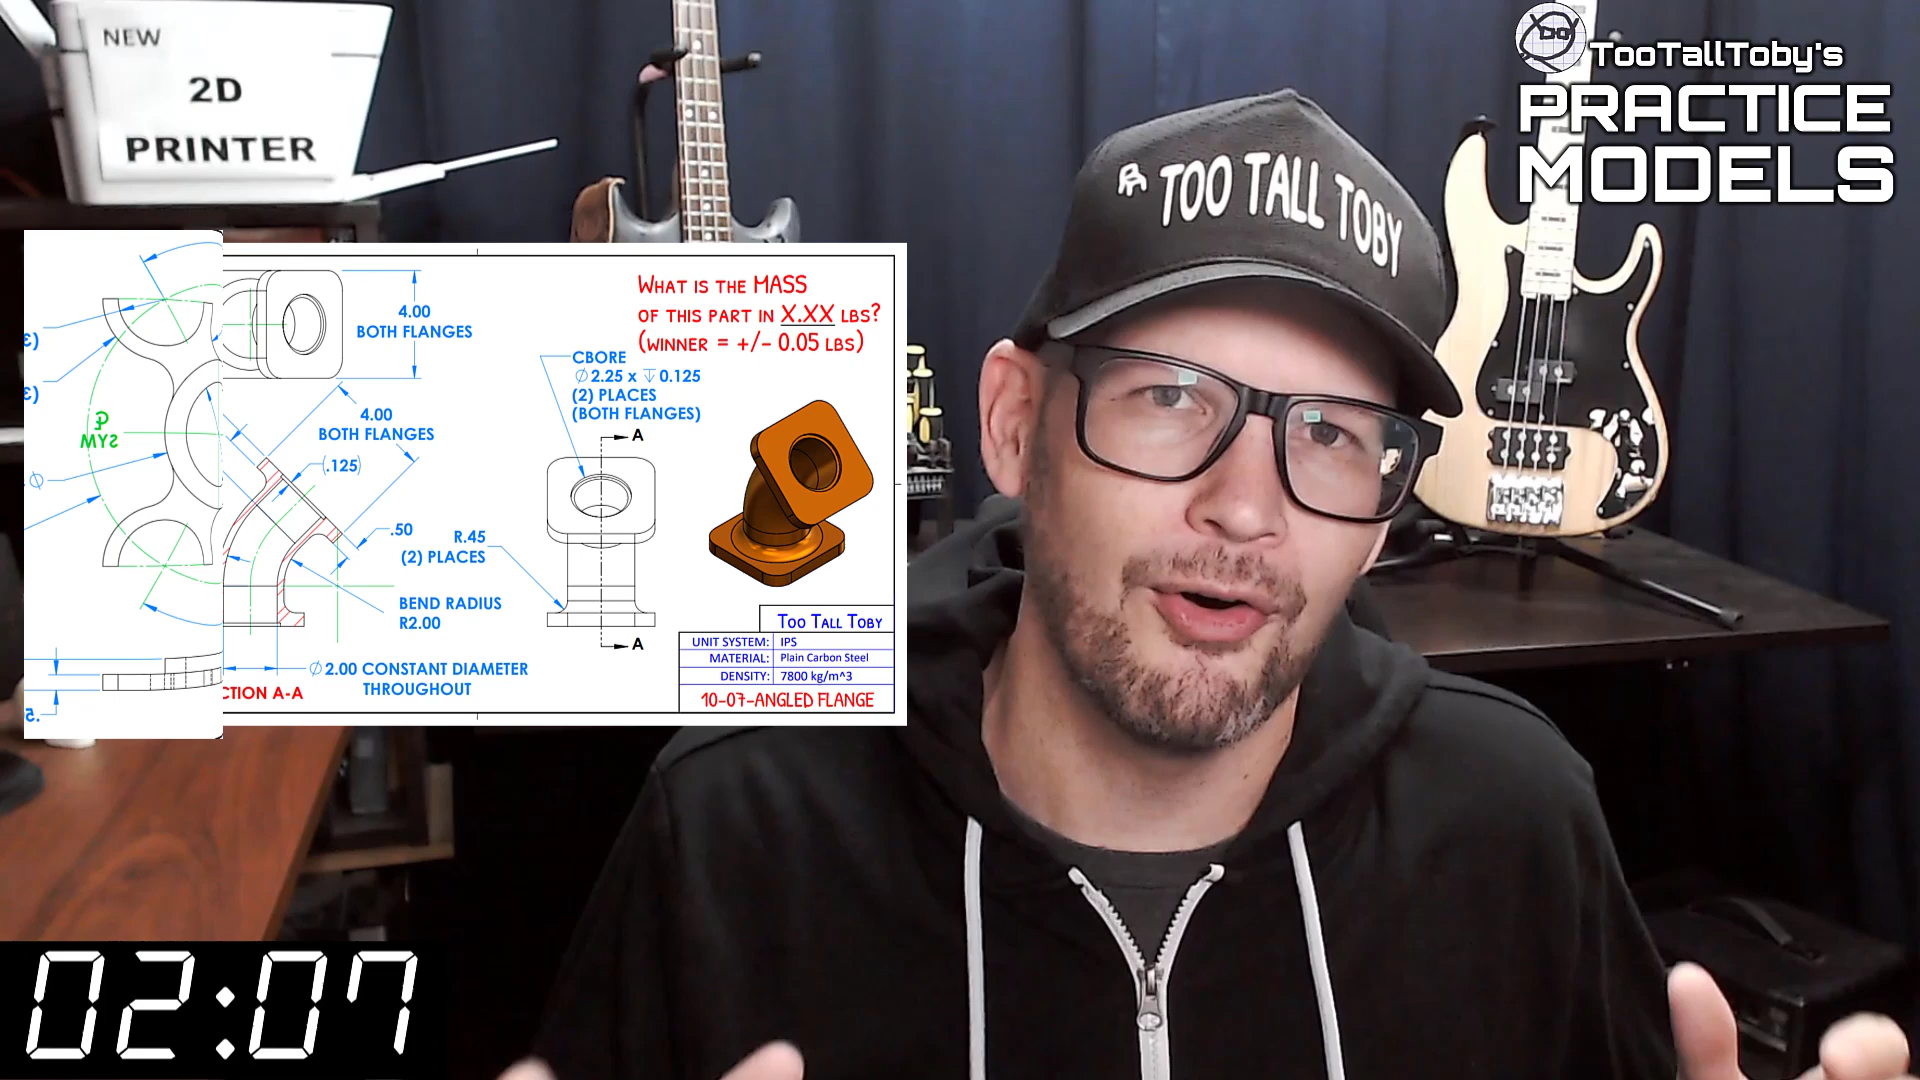 NEW
2D
PRINTER
TooTallToby's
PRACTICE
MODELS
TOO TALL TOBY
WHAT IS THE MASS
OF THIS PART IN X.XX LBS?
(WINNER = +/- 0.05 LBS)
4.00
BOTH FLANGES
CBORE
∅2.25 x ↧0.125
(2) PLACES
(BOTH FLANGES)
4.00
BOTH FLANGES
(.125)
A
.50
R.45
(2) PLACES
BEND RADIUS
R2.00
A
∅2.00 CONSTANT DIAMETER
THROUGHOUT
CTION A-A
SYM
TOO TALL TOBY
UNIT SYSTEM: IPS
MATERIAL: Plain Carbon Steel
DENSITY: 7800 kg/m^3
10-07-ANGLED FLANGE
02:07